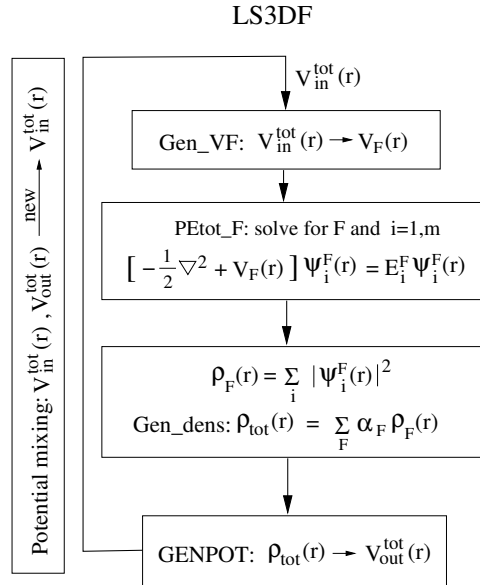 LS3DF
V_in^tot(r)
Gen_VF: V_in^tot(r) → V_F(r)
PEtot_F: solve for F and i=1,m
[ -1/2 ▽² + V_F(r) ] Ψ_i^F(r) = E_i^F Ψ_i^F(r)
ρ_F(r) = Σ_i |Ψ_i^F(r)|²
Gen_dens: ρ_tot(r) = Σ_F α_F ρ_F(r)
GENPOT: ρ_tot(r) → V_out^tot(r)
Potential mixing: V_in^tot(r) , V_out^tot(r) new → V_in^tot(r)